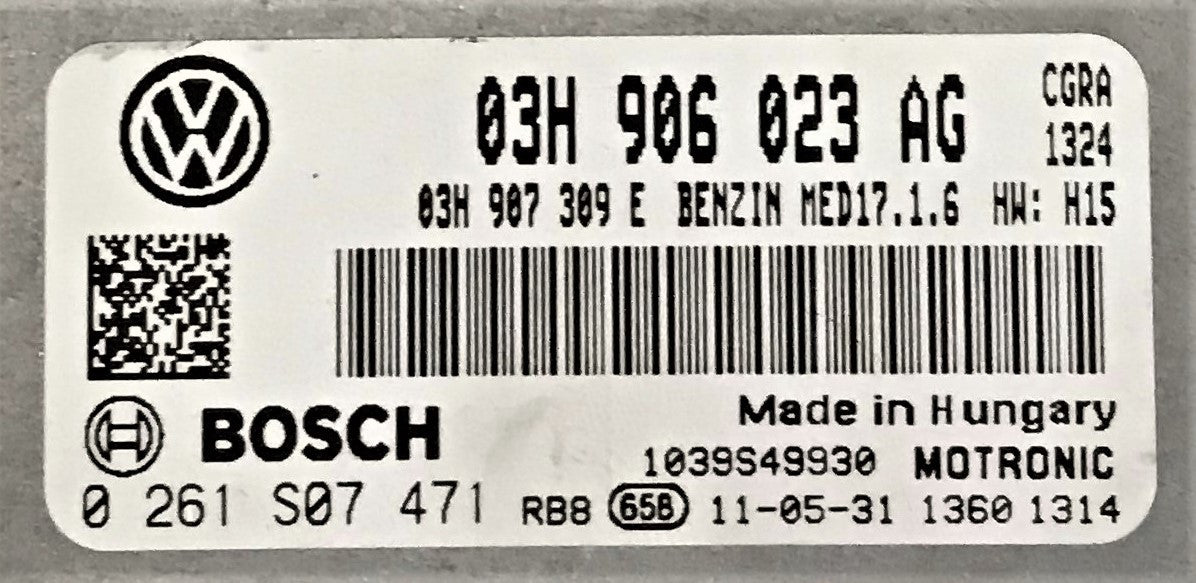 03H 906 023 AG
CGRA
1324
03H 907 309 E BENZIN MED17.1.6 HW: H15
Made in Hungary
BOSCH
1039S49930 MOTRONIC
0 261 S07 471 RB8 658 11-05-31 1360 1314